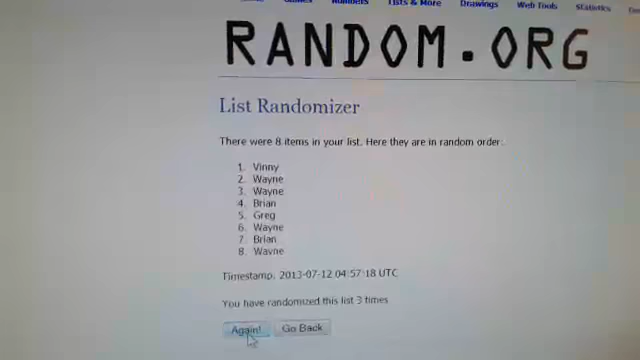 Numbers Lists & More Drawings Web Tools Statistics
RANDOM.ORG
List Randomizer
There were 8 items in your list. Here they are in random order:
1. Vinny
2. Wayne
3. Wayne
4. Brian
5. Greg
6. Wayne
7. Brian
8. Wayne
Timestamp: 2013-07-12 04:57:18 UTC
You have randomized this list 3 times
Again! Go Back